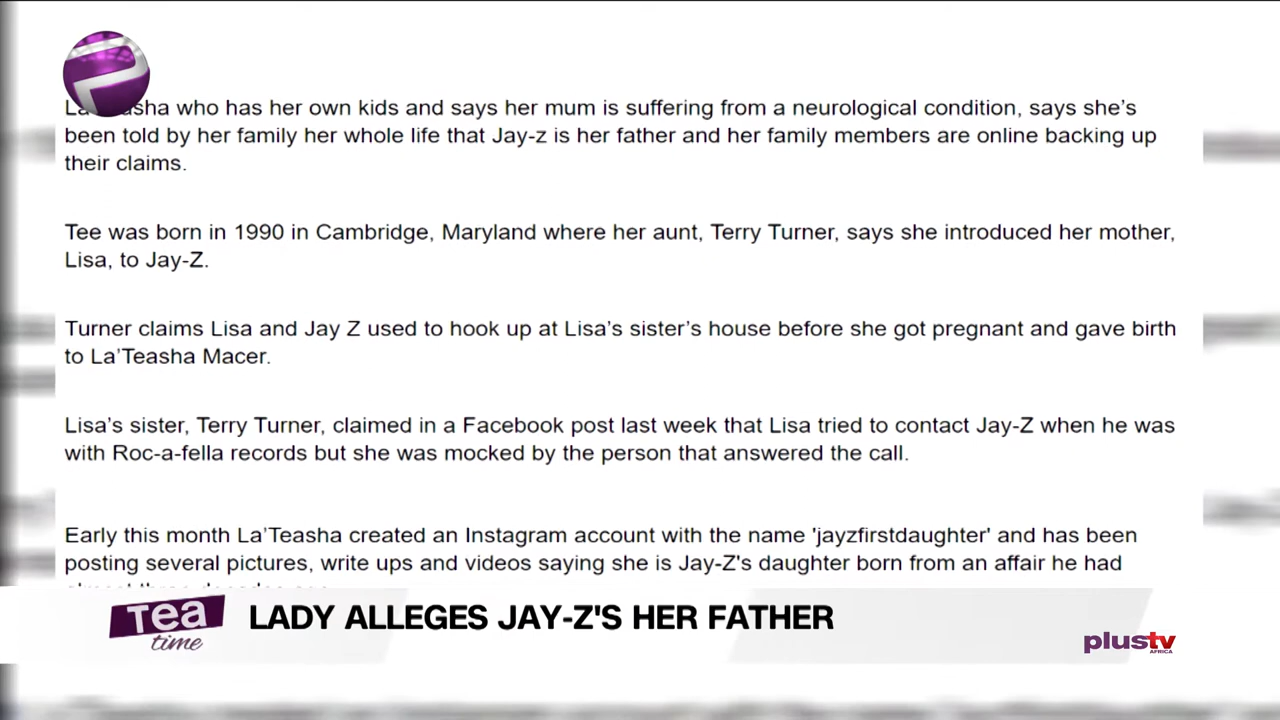 La'Teasha who has her own kids and says her mum is suffering from a neurological condition, says she’s
been told by her family her whole life that Jay-z is her father and her family members are online backing up
their claims.
Tee was born in 1990 in Cambridge, Maryland where her aunt, Terry Turner, says she introduced her mother,
Lisa, to Jay-Z.
Turner claims Lisa and Jay Z used to hook up at Lisa’s sister’s house before she got pregnant and gave birth
to La’Teasha Macer.
Lisa’s sister, Terry Turner, claimed in a Facebook post last week that Lisa tried to contact Jay-Z when he was
with Roc-a-fella records but she was mocked by the person that answered the call.
Early this month La’Teasha created an Instagram account with the name 'jayzfirstdaughter' and has been
posting several pictures, write ups and videos saying she is Jay-Z's daughter born from an affair he had
Tea
time
LADY ALLEGES JAY-Z'S HER FATHER
plustv
AFRICA